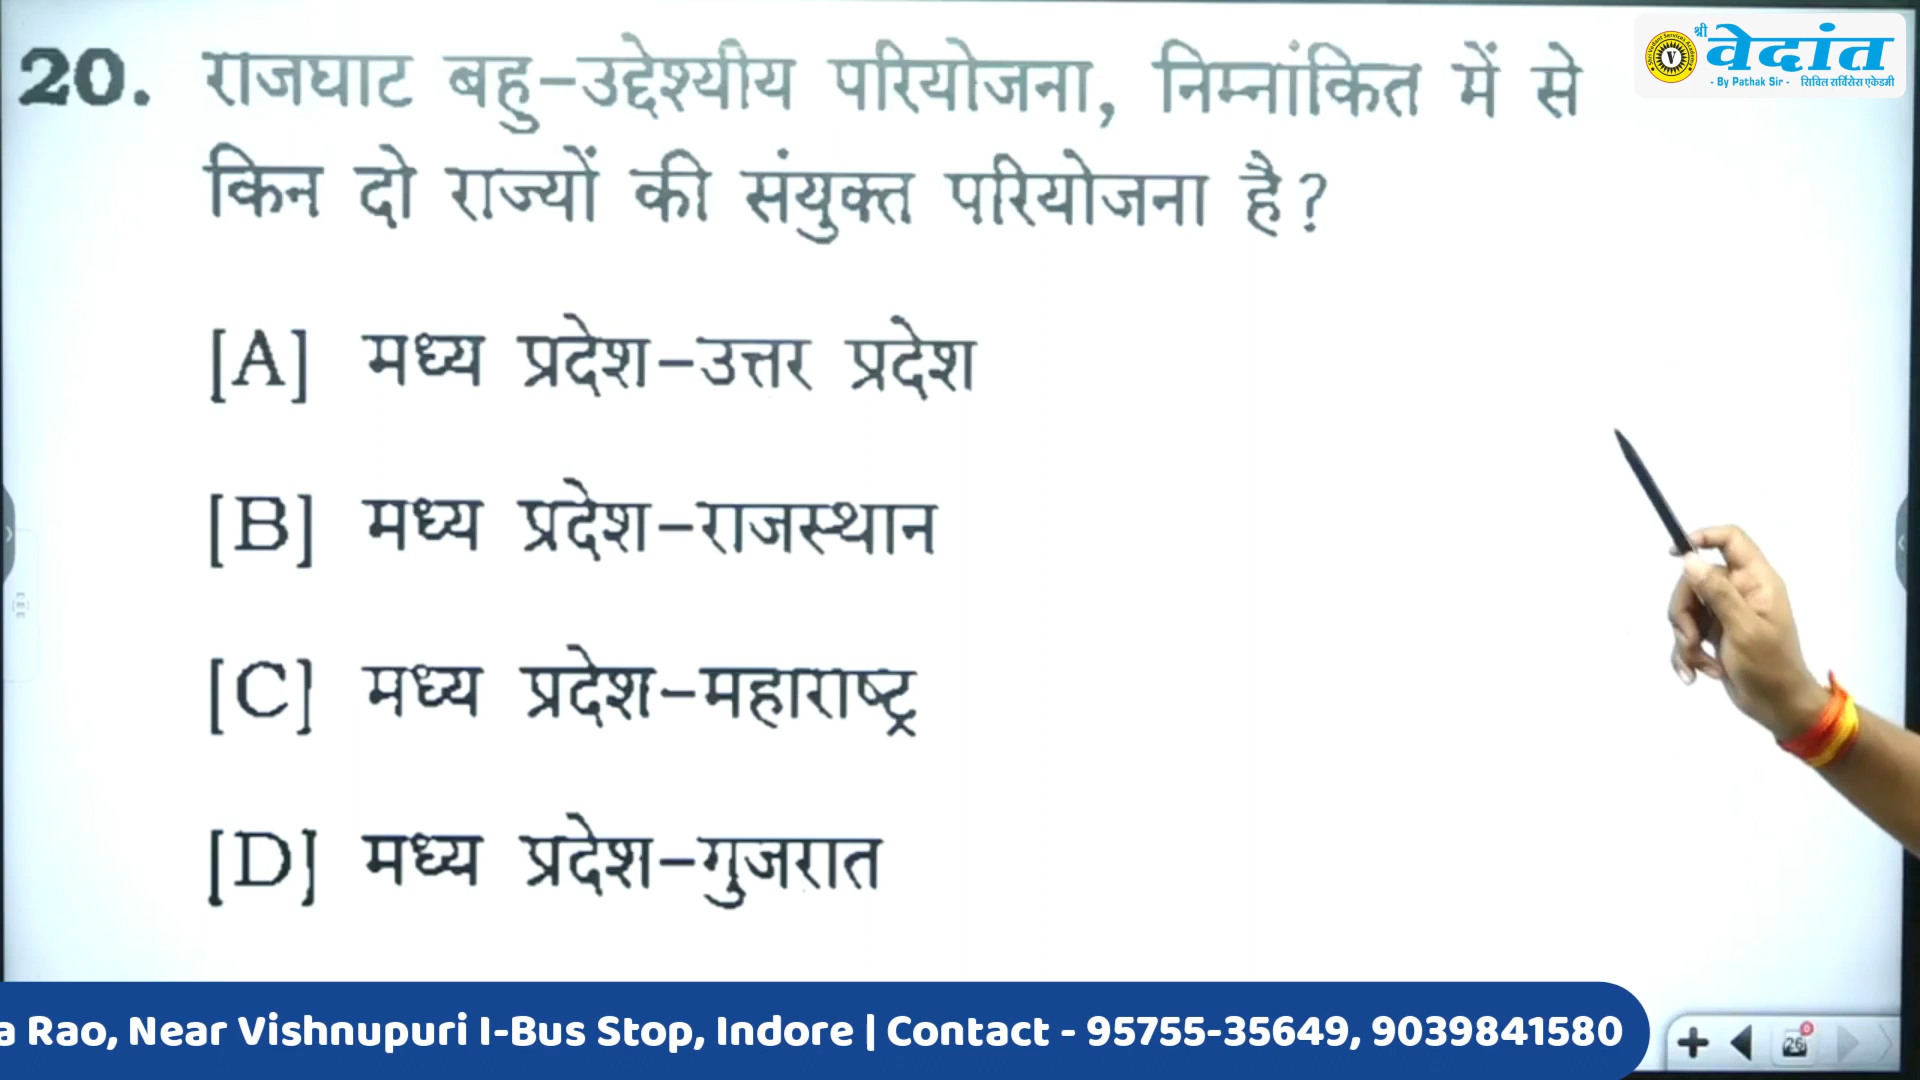 20. राजघाट बहु-उद्देश्यीय परियोजना, निम्नांकित में से
किन दो राज्यों की संयुक्त परियोजना है?
[A] मध्य प्रदेश-उत्तर प्रदेश
[B] मध्य प्रदेश-राजस्थान
[C] मध्य प्रदेश-महाराष्ट्र
[D] मध्य प्रदेश-गुजरात
श्री वेदांत
- By Pathak Sir - सिविल सर्विसेस एकेडमी
V
a Rao, Near Vishnupuri I-Bus Stop, Indore | Contact - 95755-35649, 9039841580
26
0